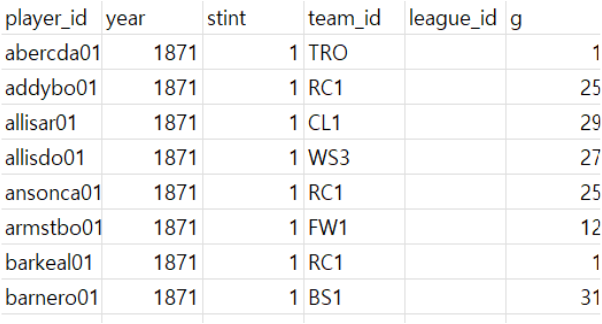 player_id year stint team_id league_id g
abercda01 1871 1 TRO 1
addybo01 1871 1 RC1 25
allisar01 1871 1 CL1 29
allisdo01 1871 1 WS3 27
ansonca01 1871 1 RC1 25
armstbo01 1871 1 FW1 12
barkeal01 1871 1 RC1 1
barnero01 1871 1 BS1 31